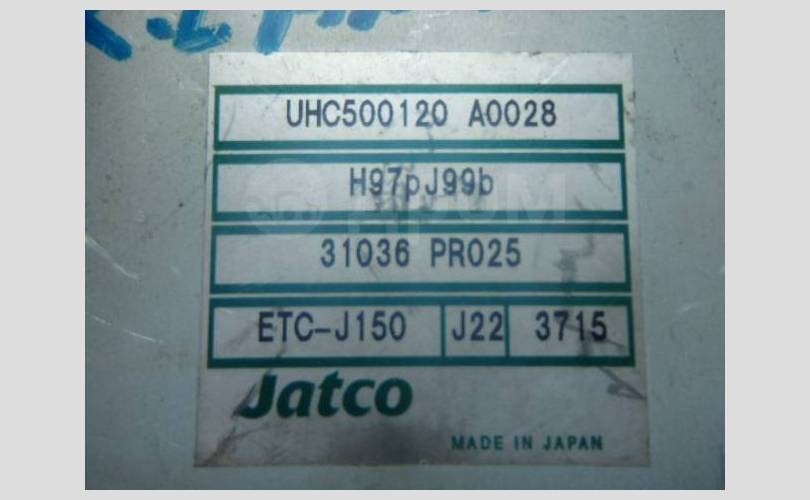 UHC500120 A0028
H97pJ99b
31036 PR025
ETC-J150 J22 3715
Jatco
MADE IN JAPAN